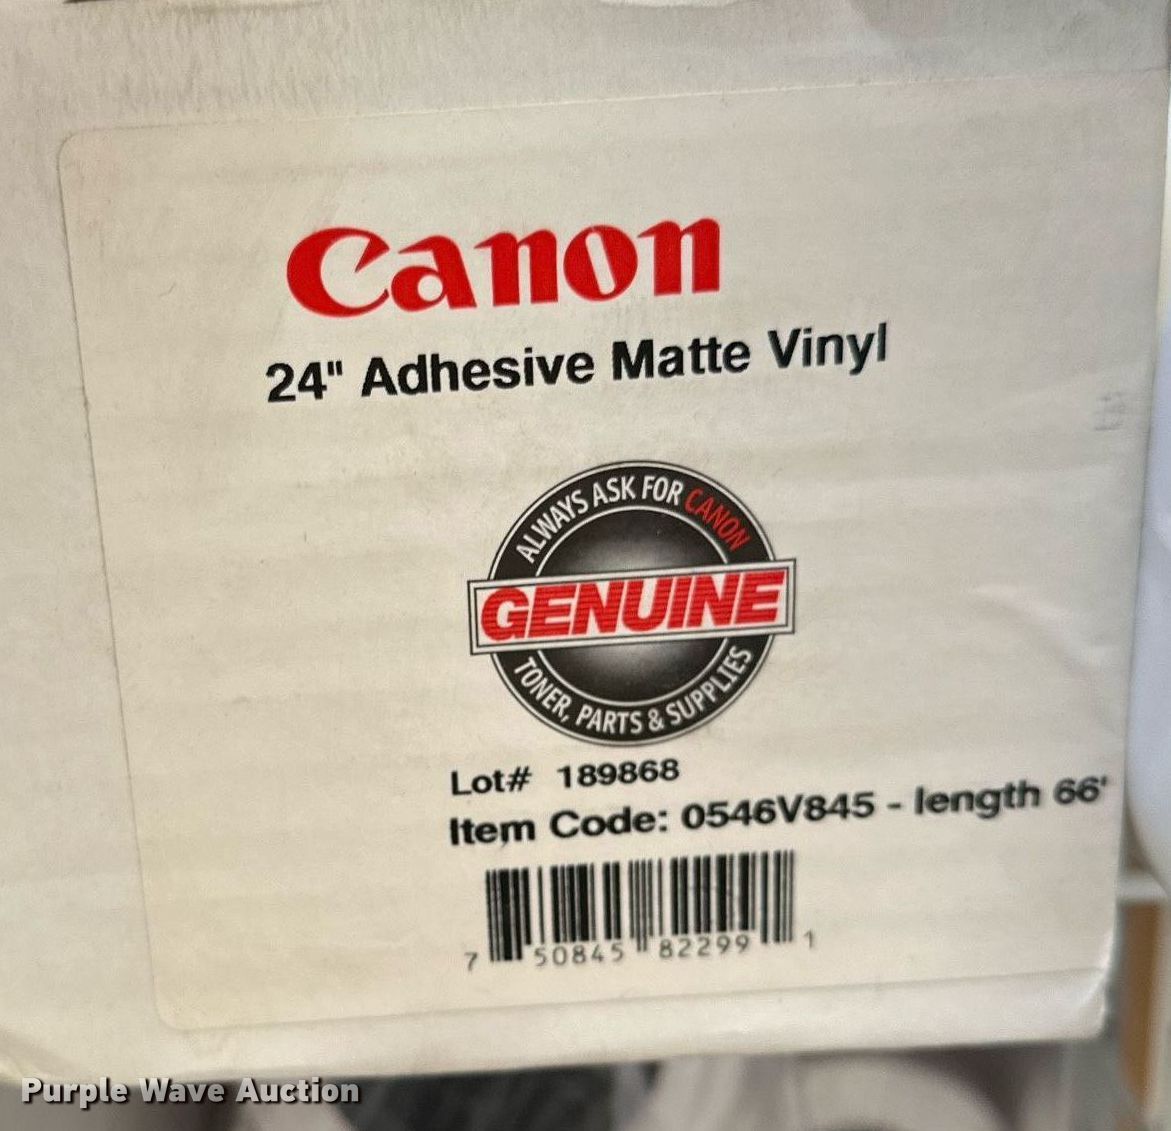 Canon
24" Adhesive Matte Vinyl
ALWAYS ASK FOR CANON
GENUINE
TONER, PARTS & SUPPLIES
Lot# 189868
Item Code: 0546V845 - length 66'
7 50845 82299 1
Purple Wave Auction